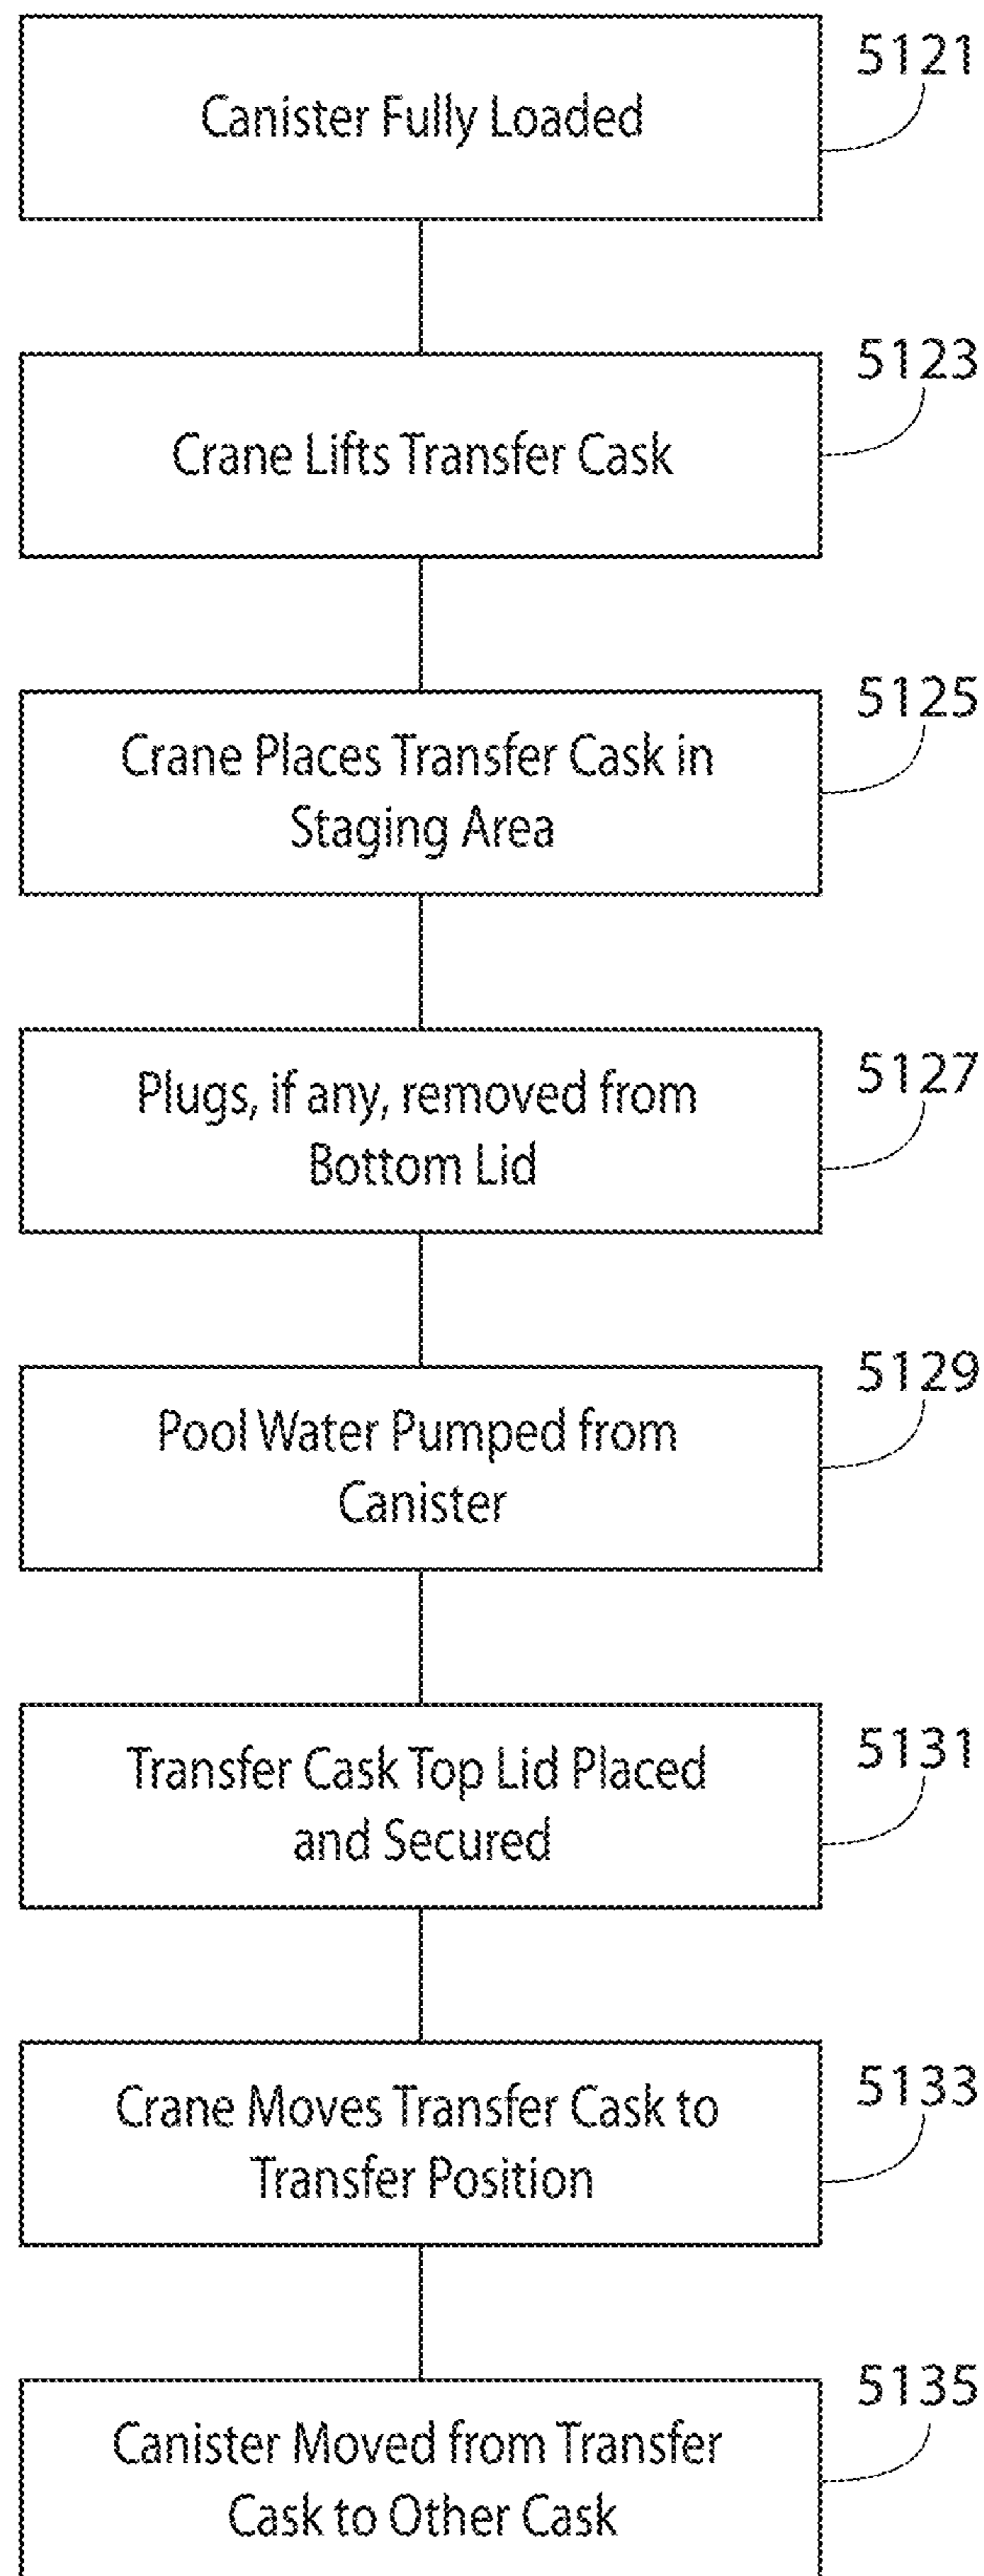 5121
Canister Fully Loaded
5123
Crane Lifts Transfer Cask
5125
Crane Places Transfer Cask in
Staging Area
5127
Plugs, if any, removed from
Bottom Lid
5129
Pool Water Pumped from
Canister
5131
Transfer Cask Top Lid Placed
and Secured
5133
Crane Moves Transfer Cask to
Transfer Position
5135
Canister Moved from Transfer
Cask to Other Cask